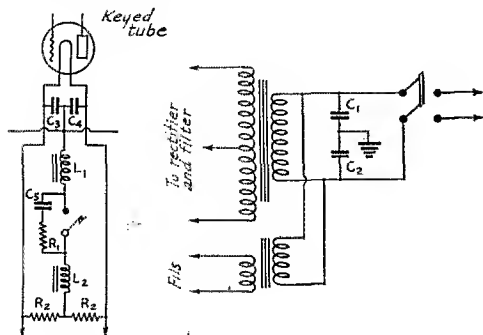 Keyed
tube
C3 C4
L1
C5
R1
L2
R2 R2
To rectifier
and filter
Fils
C1
C2